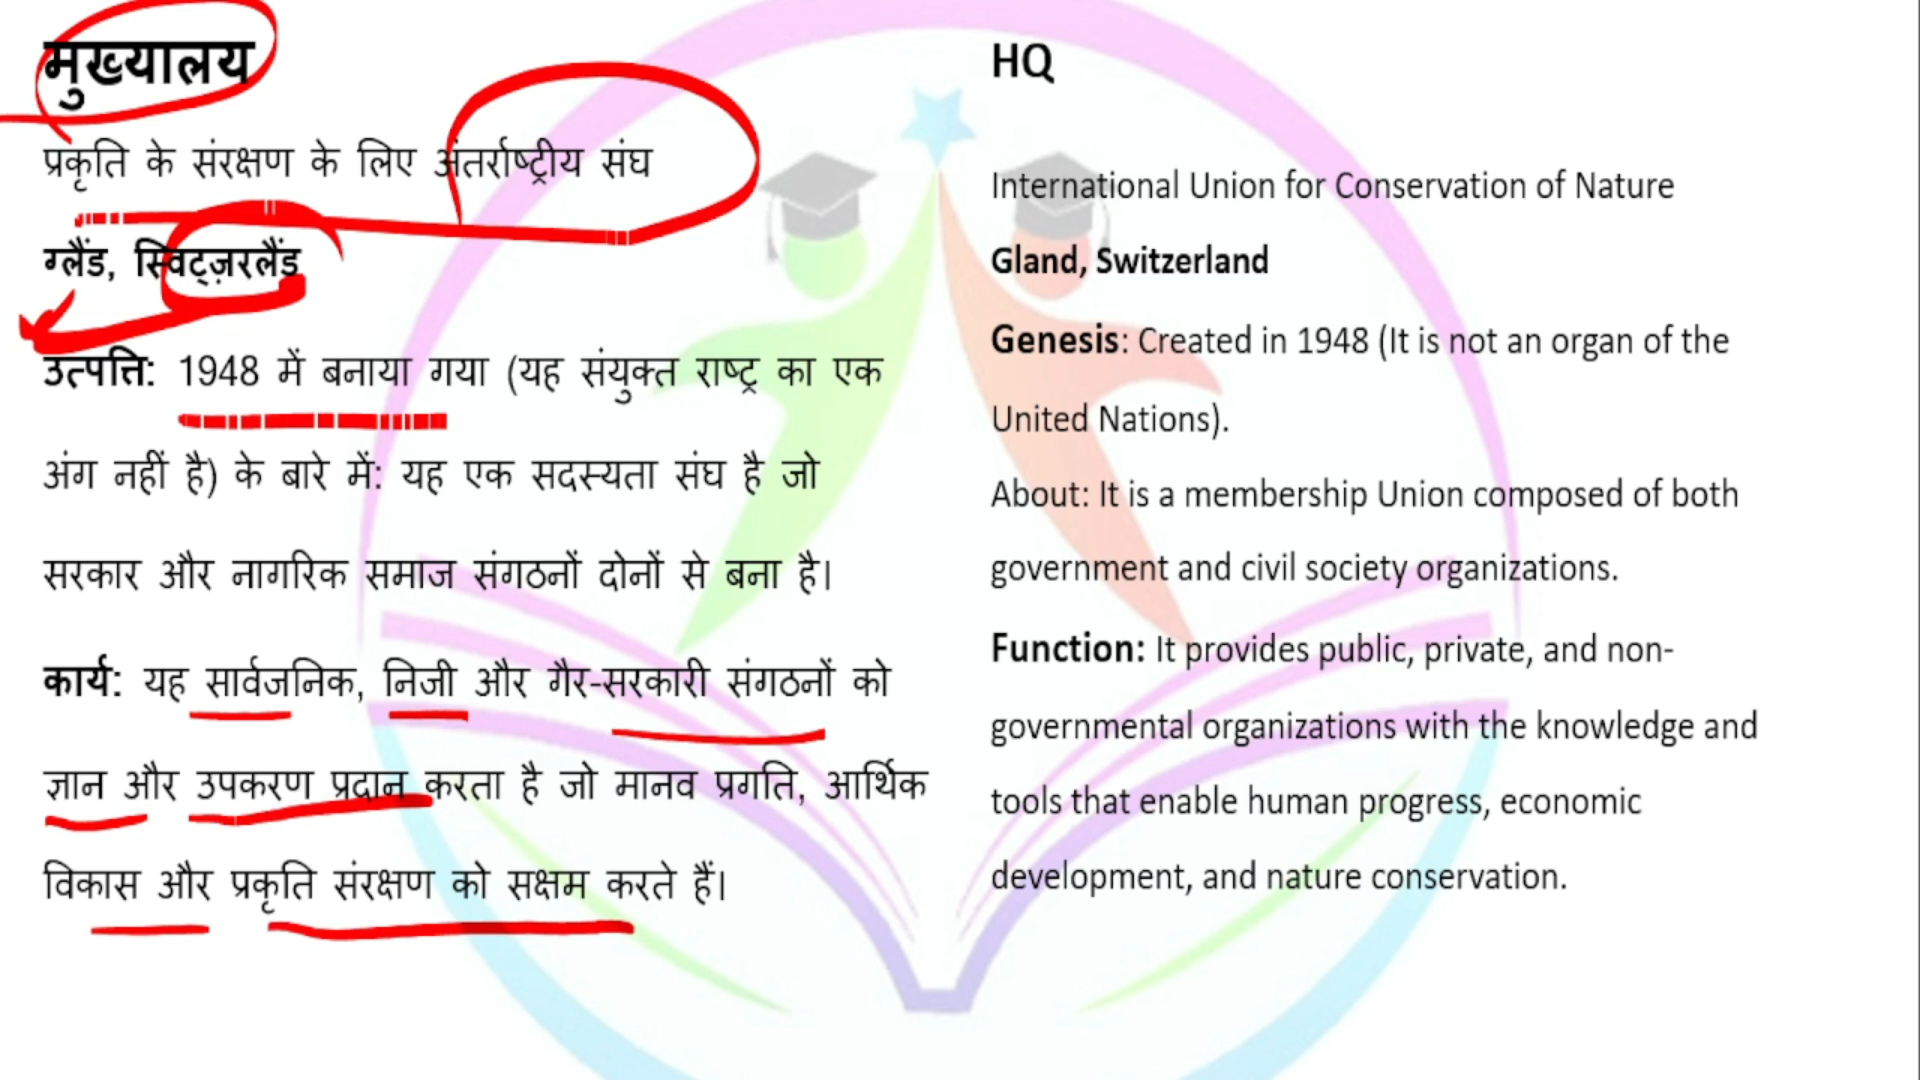 मुख्यालय
प्रकृति के संरक्षण के लिए अंतर्राष्ट्रीय संघ
ग्लैंड, स्विट्ज़रलैंड
उत्पत्ति: 1948 में बनाया गया (यह संयुक्त राष्ट्र का एक
अंग नहीं है) के बारे में: यह एक सदस्यता संघ है जो
सरकार और नागरिक समाज संगठनों दोनों से बना है।
कार्य: यह सार्वजनिक, निजी और गैर-सरकारी संगठनों को
ज्ञान और उपकरण प्रदान करता है जो मानव प्रगति, आर्थिक
विकास और प्रकृति संरक्षण को सक्षम करते हैं।
HQ
International Union for Conservation of Nature
Gland, Switzerland
Genesis: Created in 1948 (It is not an organ of the
United Nations).
About: It is a membership Union composed of both
government and civil society organizations.
Function: It provides public, private, and non-
governmental organizations with the knowledge and
tools that enable human progress, economic
development, and nature conservation.